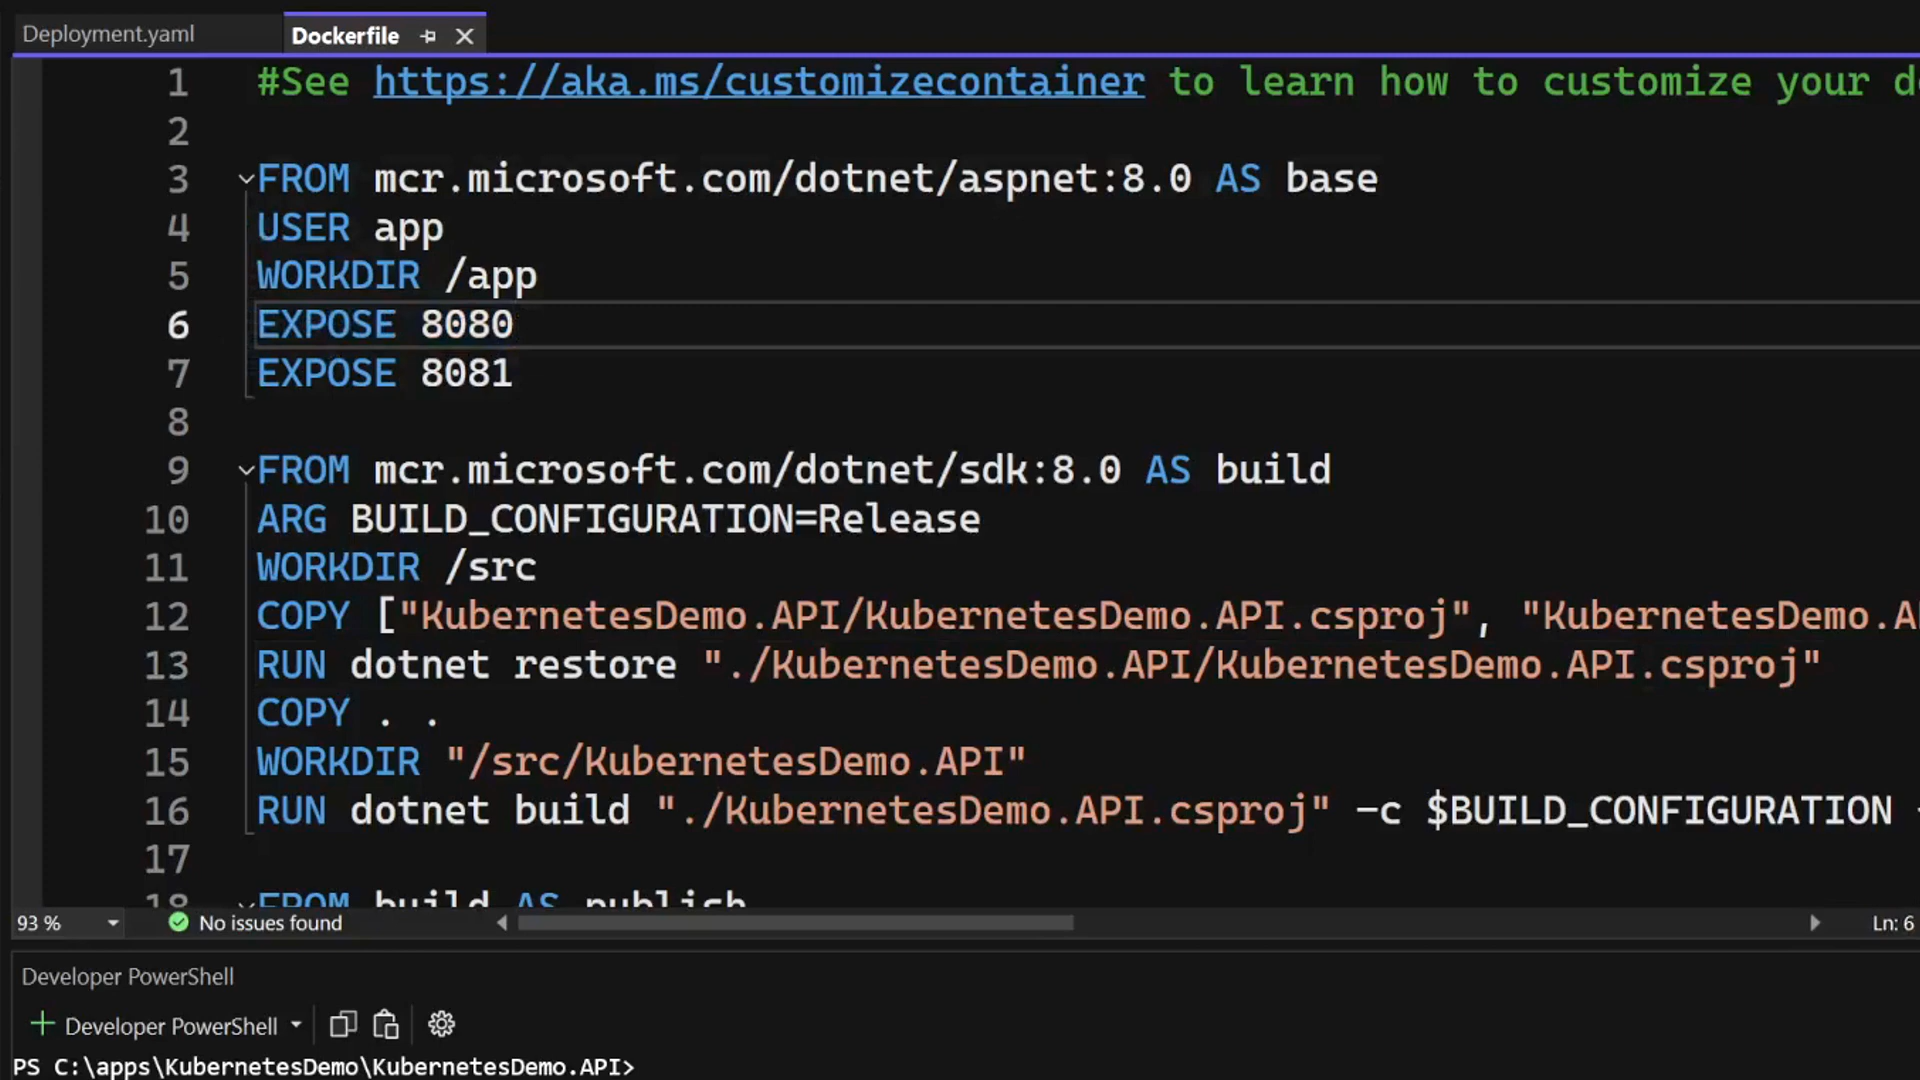 Deployment.yaml
Dockerfile
1 #See https://aka.ms/customizecontainer to learn how to customize your
2
3 FROM mcr.microsoft.com/dotnet/aspnet:8.0 AS base
4 USER app
5 WORKDIR /app
6 EXPOSE 8080
7 EXPOSE 8081
8
9 FROM mcr.microsoft.com/dotnet/sdk:8.0 AS build
10 ARG BUILD_CONFIGURATION=Release
11 WORKDIR /src
12 COPY ["KubernetesDemo.API/KubernetesDemo.API.csproj", "KubernetesDemo.A
13 RUN dotnet restore "./KubernetesDemo.API/KubernetesDemo.API.csproj"
14 COPY . .
15 WORKDIR "/src/KubernetesDemo.API"
16 RUN dotnet build "./KubernetesDemo.API.csproj" -c $BUILD_CONFIGURATION -
17
18 FROM build AS publish
93 % No issues found Ln: 6
Developer PowerShell
Developer PowerShell
PS C:\apps\KubernetesDemo\KubernetesDemo.API>